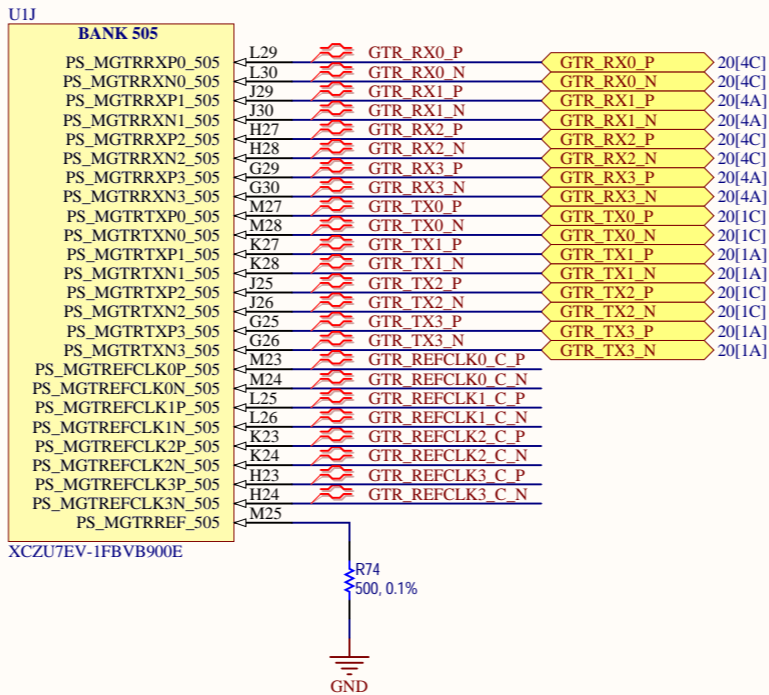 U1J
BANK 505
PS_MGTRRXP0_505 L29 GTR_RX0_P GTR_RX0_P 20[4C]
PS_MGTRRXN0_505 L30 GTR_RX0_N GTR_RX0_N 20[4C]
PS_MGTRRXP1_505 J29 GTR_RX1_P GTR_RX1_P 20[4A]
PS_MGTRRXN1_505 J30 GTR_RX1_N GTR_RX1_N 20[4A]
PS_MGTRRXP2_505 H27 GTR_RX2_P GTR_RX2_P 20[4C]
PS_MGTRRXN2_505 H28 GTR_RX2_N GTR_RX2_N 20[4C]
PS_MGTRRXP3_505 G29 GTR_RX3_P GTR_RX3_P 20[4A]
PS_MGTRRXN3_505 G30 GTR_RX3_N GTR_RX3_N 20[4A]
PS_MGTRTXP0_505 M27 GTR_TX0_P GTR_TX0_P 20[1C]
PS_MGTRTXN0_505 M28 GTR_TX0_N GTR_TX0_N 20[1C]
PS_MGTRTXP1_505 K27 GTR_TX1_P GTR_TX1_P 20[1A]
PS_MGTRTXN1_505 K28 GTR_TX1_N GTR_TX1_N 20[1A]
PS_MGTRTXP2_505 J25 GTR_TX2_P GTR_TX2_P 20[1C]
PS_MGTRTXN2_505 J26 GTR_TX2_N GTR_TX2_N 20[1C]
PS_MGTRTXP3_505 G25 GTR_TX3_P GTR_TX3_P 20[1A]
PS_MGTRTXN3_505 G26 GTR_TX3_N GTR_TX3_N 20[1A]
PS_MGTREFCLK0P_505 M23 GTR_REFCLK0_C_P
PS_MGTREFCLK0N_505 M24 GTR_REFCLK0_C_N
PS_MGTREFCLK1P_505 L25 GTR_REFCLK1_C_P
PS_MGTREFCLK1N_505 L26 GTR_REFCLK1_C_N
PS_MGTREFCLK2P_505 K23 GTR_REFCLK2_C_P
PS_MGTREFCLK2N_505 K24 GTR_REFCLK2_C_N
PS_MGTREFCLK3P_505 H23 GTR_REFCLK3_C_P
PS_MGTREFCLK3N_505 H24 GTR_REFCLK3_C_N
PS_MGTRREF_505 M25
XCZU7EV-1FBVB900E
R74
500, 0.1%
GND